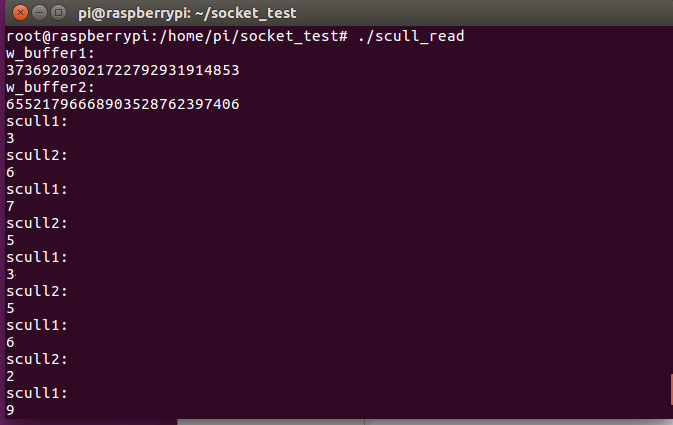 pi@raspberrypi: ~/socket_test
root@raspberrypi:/home/pi/socket_test# ./scull_read
w_buffer1:
37369203021722792931914853
w_buffer2:
65521796668903528762397406
scull1:
3
scull2:
6
scull1:
7
scull2:
5
scull1:
3
scull2:
5
scull1:
6
scull2:
2
scull1:
9